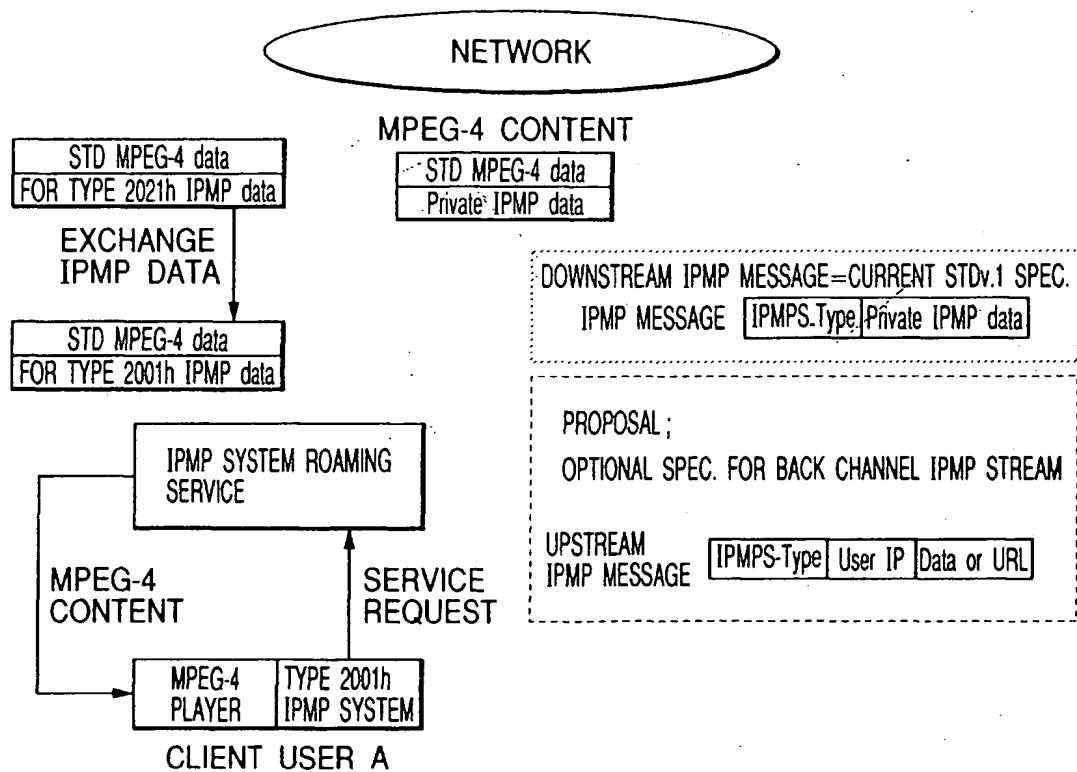 NETWORK
MPEG-4 CONTENT
STD MPEG-4 data
Private IPMP data
STD MPEG-4 data
FOR TYPE 2021h IPMP data
EXCHANGE
IPMP DATA
STD MPEG-4 data
FOR TYPE 2001h IPMP data
DOWNSTREAM IPMP MESSAGE=CURRENT STDv.1 SPEC.
IPMP MESSAGE IPMPS-Type Private IPMP data
PROPOSAL;
OPTIONAL SPEC. FOR BACK CHANNEL IPMP STREAM
UPSTREAM
IPMP MESSAGE
IPMPS-Type User IP Data or URL
IPMP SYSTEM ROAMING
SERVICE
MPEG-4
CONTENT
SERVICE
REQUEST
MPEG-4
PLAYER
TYPE 2001h
IPMP SYSTEM
CLIENT USER A